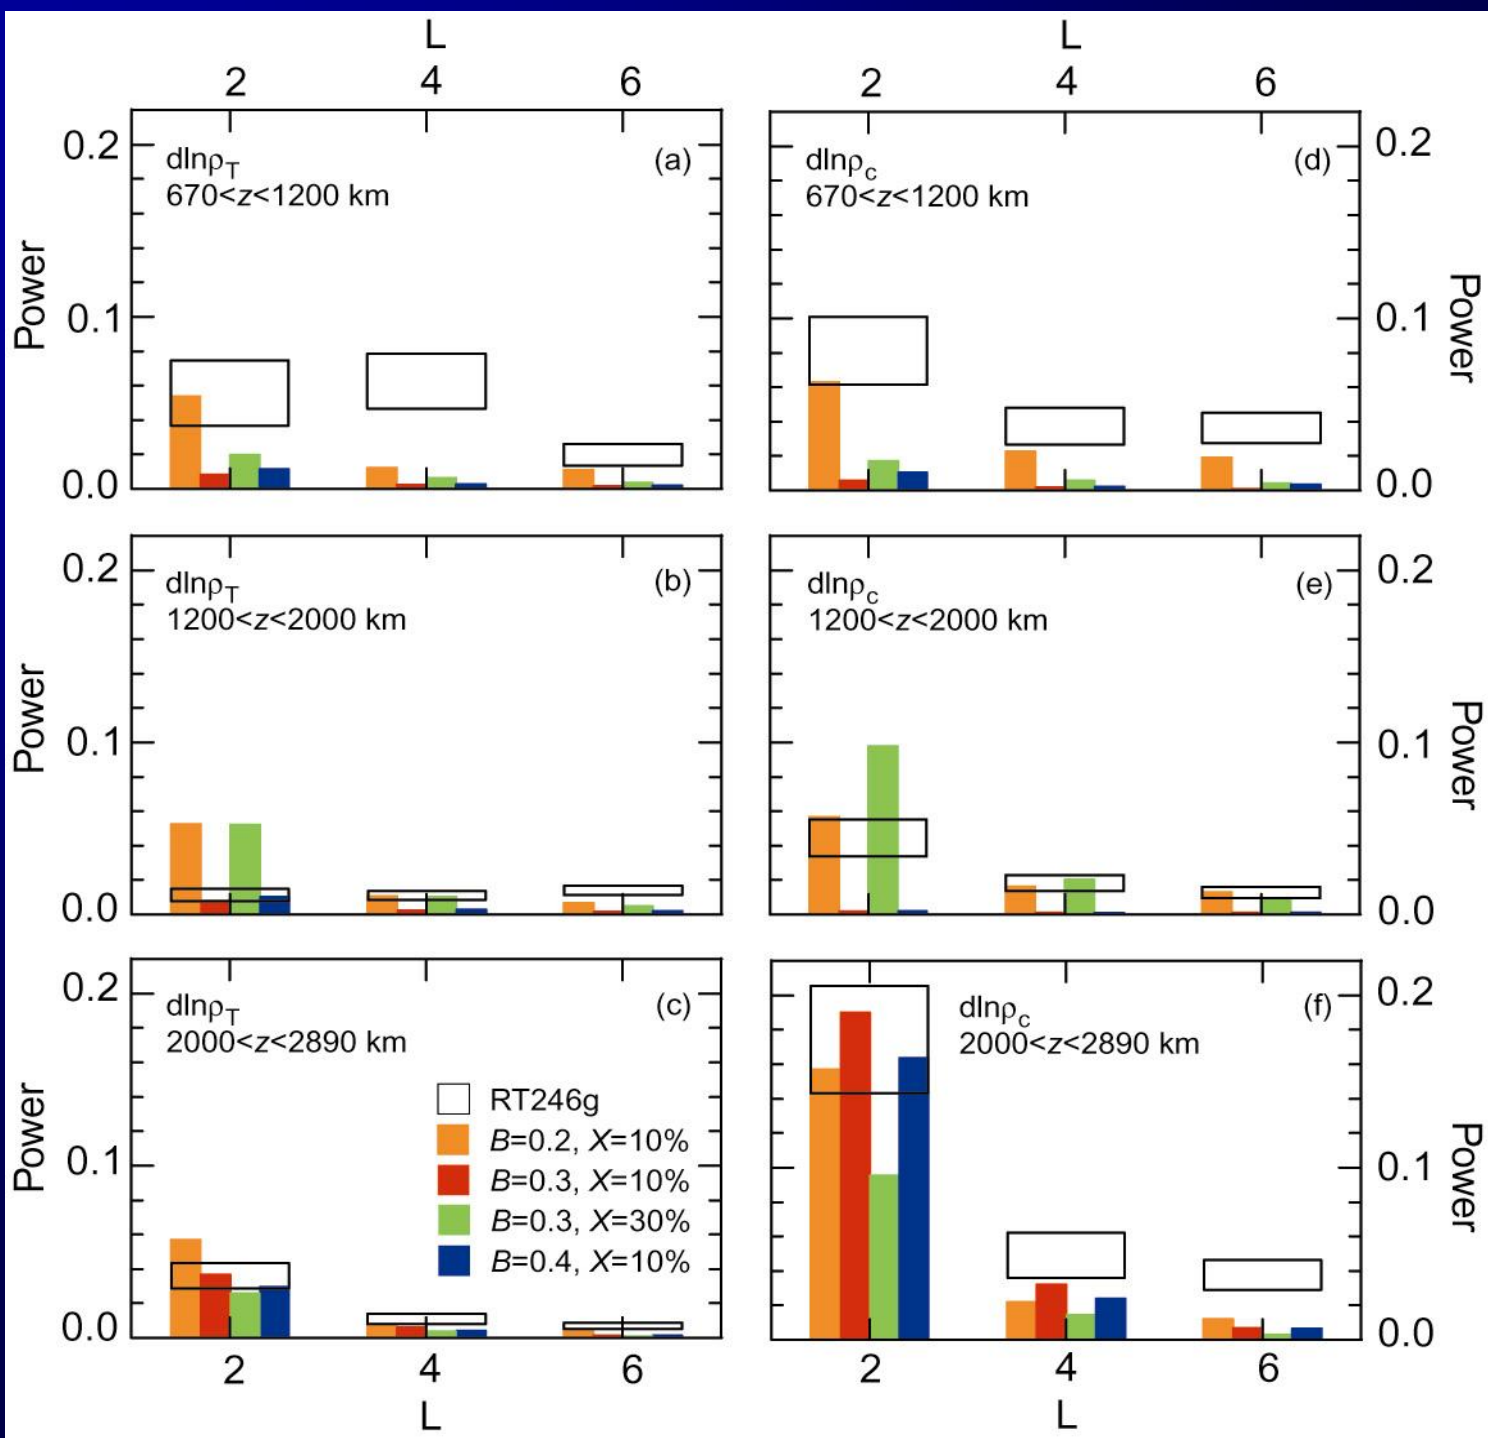 L
L
2
4
6
2
4
6
0.2
dlnρT
670<z<1200 km
(a)
0.1
0.0
Power
dlnρc
670<z<1200 km
(d)
0.2
0.1
0.0
Power
0.2
dlnρT
1200<z<2000 km
(b)
0.1
0.0
Power
dlnρc
1200<z<2000 km
(e)
0.2
0.1
0.0
Power
0.2
dlnρT
2000<z<2890 km
(c)
0.1
0.0
Power
RT246g
B=0.2, X=10%
B=0.3, X=10%
B=0.3, X=30%
B=0.4, X=10%
dlnρc
2000<z<2890 km
(f)
0.2
0.1
0.0
Power
2
4
6
2
4
6
L
L